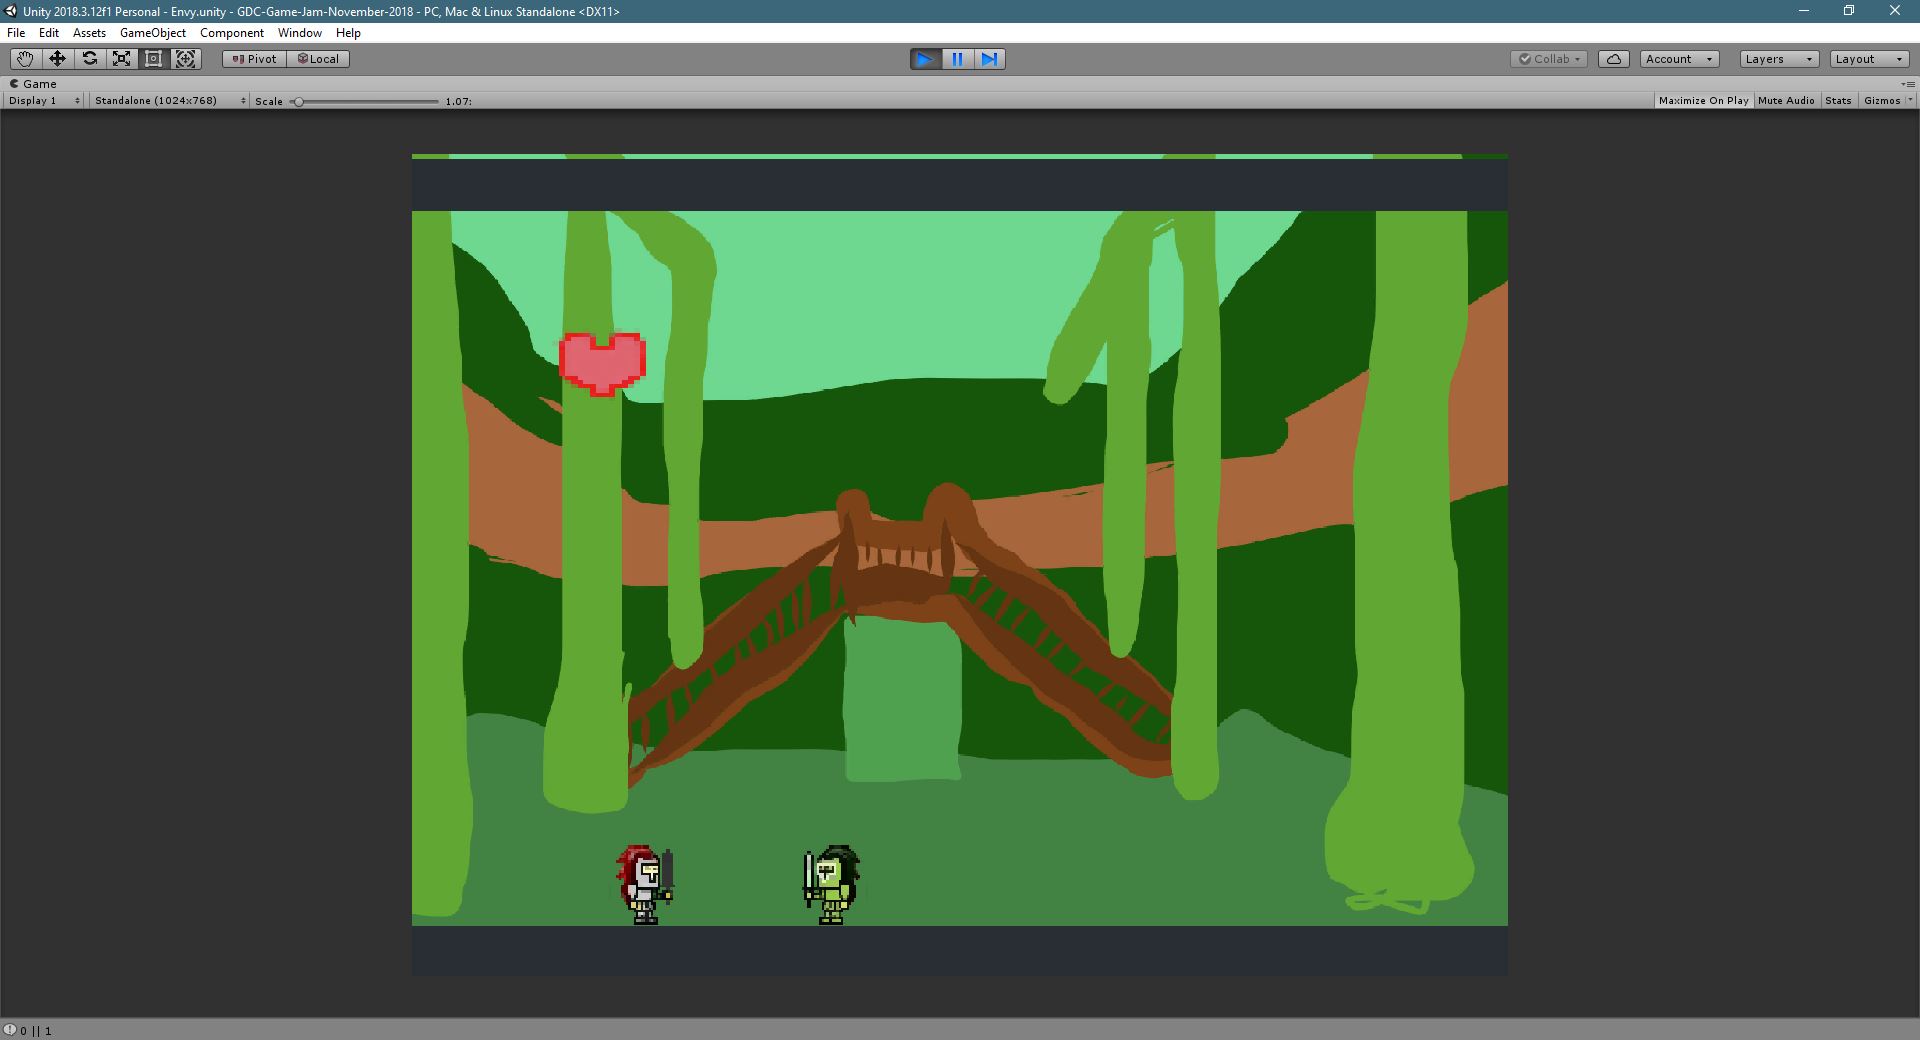 Unity 2018.3.12f1 Personal - Envy.unity - GDC-Game-Jam-November-2018 - PC, Mac & Linux Standalone <DX11>
File Edit Assets GameObject Component Window Help
Pivot Local Collab Account Layers Layout
Game
Display 1 Standalone (1024x768) Scale 1.07: Maximize On Play Mute Audio Stats Gizmos
0 || 1